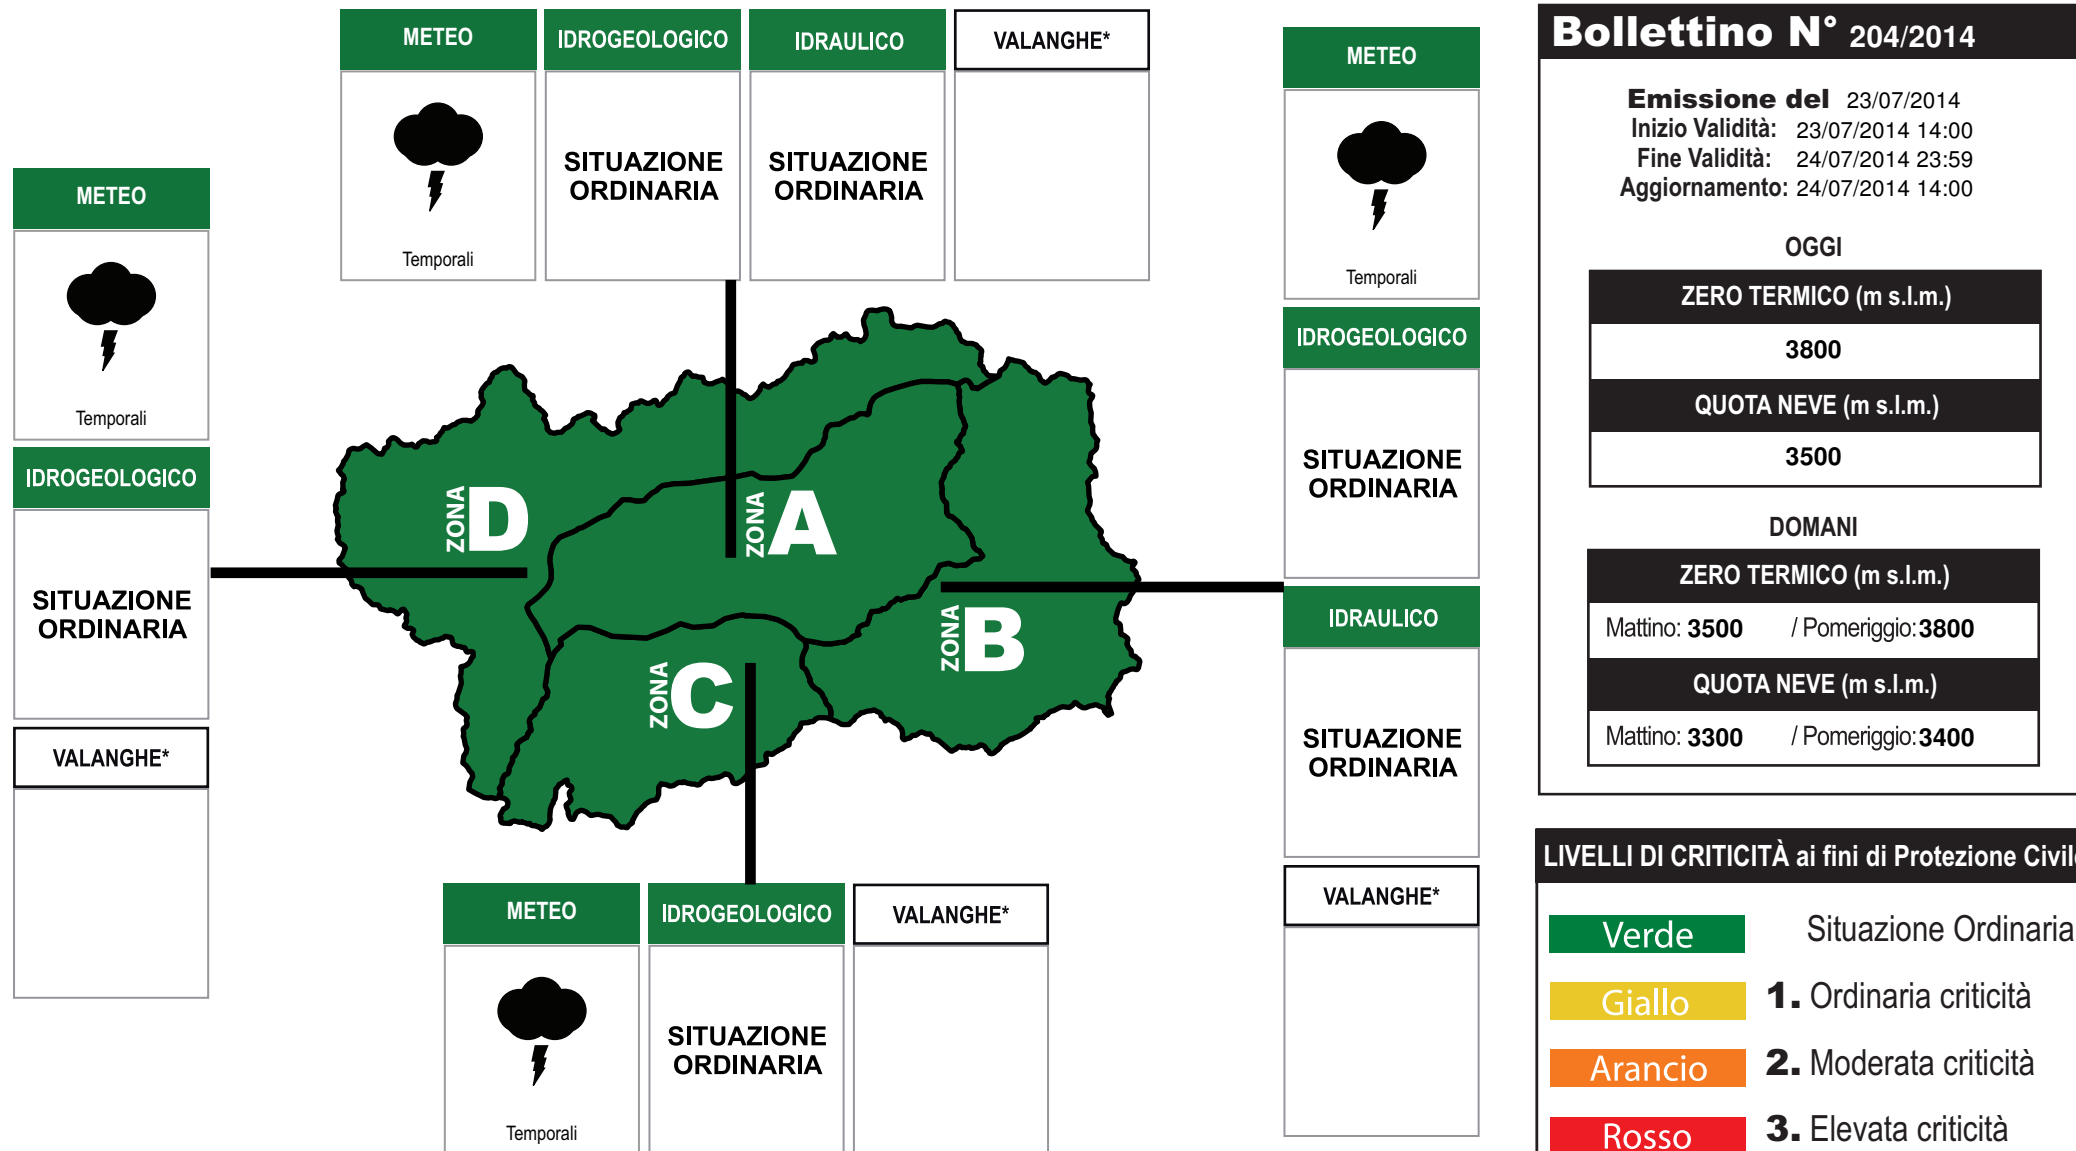 METEO
IDROGEOLOGICO
IDRAULICO
VALANGHE*
Temporali
SITUAZIONE
ORDINARIA
SITUAZIONE
ORDINARIA
METEO
Temporali
IDROGEOLOGICO
SITUAZIONE
ORDINARIA
VALANGHE*
METEO
Temporali
IDROGEOLOGICO
SITUAZIONE
ORDINARIA
IDRAULICO
SITUAZIONE
ORDINARIA
VALANGHE*
ZONA D
ZONA A
ZONA B
ZONA C
METEO
IDROGEOLOGICO
VALANGHE*
Temporali
SITUAZIONE
ORDINARIA
Bollettino N° 204/2014
Emissione del 23/07/2014
Inizio Validità: 23/07/2014 14:00
Fine Validità: 24/07/2014 23:59
Aggiornamento: 24/07/2014 14:00
OGGI
ZERO TERMICO (m s.l.m.)
3800
QUOTA NEVE (m s.l.m.)
3500
DOMANI
ZERO TERMICO (m s.l.m.)
Mattino: 3500 / Pomeriggio: 3800
QUOTA NEVE (m s.l.m.)
Mattino: 3300 / Pomeriggio: 3400
LIVELLI DI CRITICITÀ ai fini di Protezione Civile
Verde Situazione Ordinaria
Giallo 1. Ordinaria criticità
Arancio 2. Moderata criticità
Rosso 3. Elevata criticità